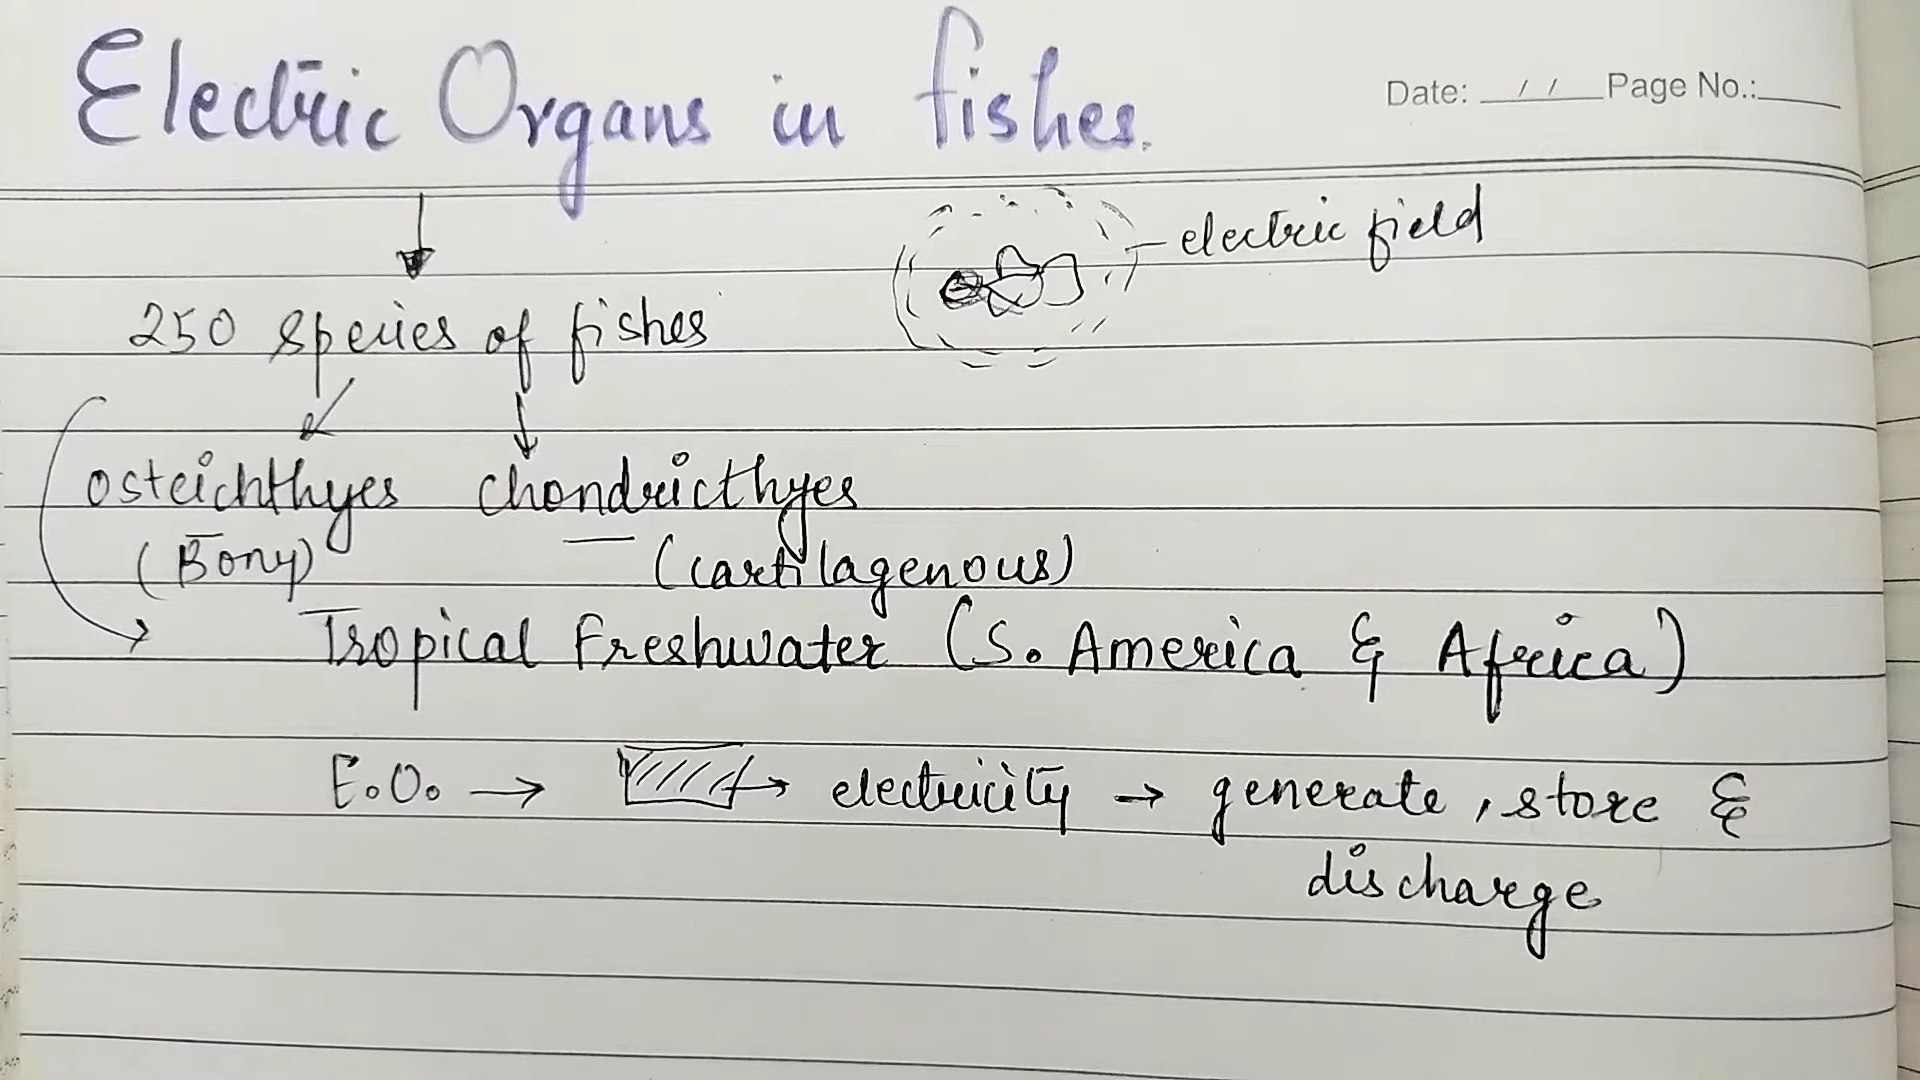 Electric Organs in fishes.
Date: // Page No.:
electric field
250 species of fishes
osteichthyes chondricthyes
(Bony) (cartilagenous)
Tropical Freshwater (S. America & Africa)
E.O. → → electricity → generate, store &
discharge